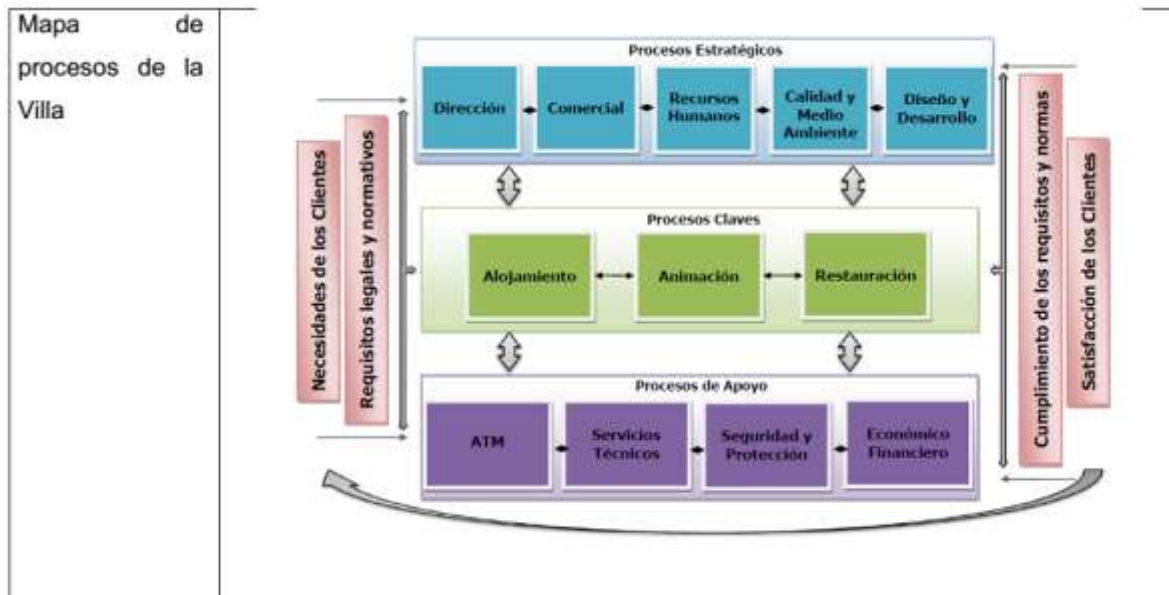 Mapa de
procesos de la
Villa
Necesidades de los Clientes
Requisitos legales y normativos
Procesos Estratégicos
Dirección
Comercial
Recursos
Humanos
Calidad y
Medio
Ambiente
Diseño y
Desarrollo
Procesos Claves
Alojamiento
Animación
Restauración
Procesos de Apoyo
ATM
Servicios
Técnicos
Seguridad y
Protección
Económico
Financiero
Cumplimiento de los requisitos y normas
Satisfacción de los Clientes